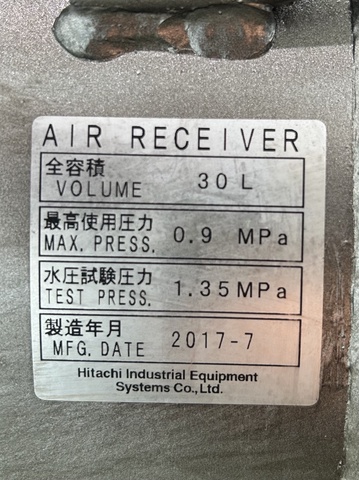 AIR RECEIVER
全容積
VOLUME 30L
最高使用圧力
MAX. PRESS. 0.9 MPa
水圧試験圧力
TEST PRESS. 1.35MPa
製造年月
MFG. DATE 2017-7
Hitachi Industrial Equipment
Systems Co.,Ltd.